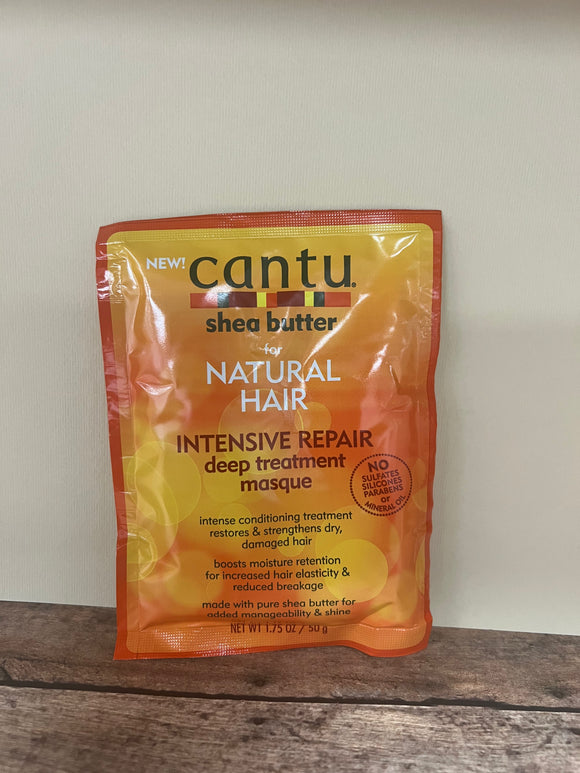 NEW! cantu®
shea butter
for
NATURAL
HAIR
INTENSIVE REPAIR
deep treatment
masque
NO
SULFATES
SILICONES
PARABENS
or
MINERAL OIL
intense conditioning treatment
restores & strengthens dry,
damaged hair
boosts moisture retention
for increased hair elasticity &
reduced breakage
made with pure shea butter for
added manageability & shine
NET WT 1.75 OZ / 50 g